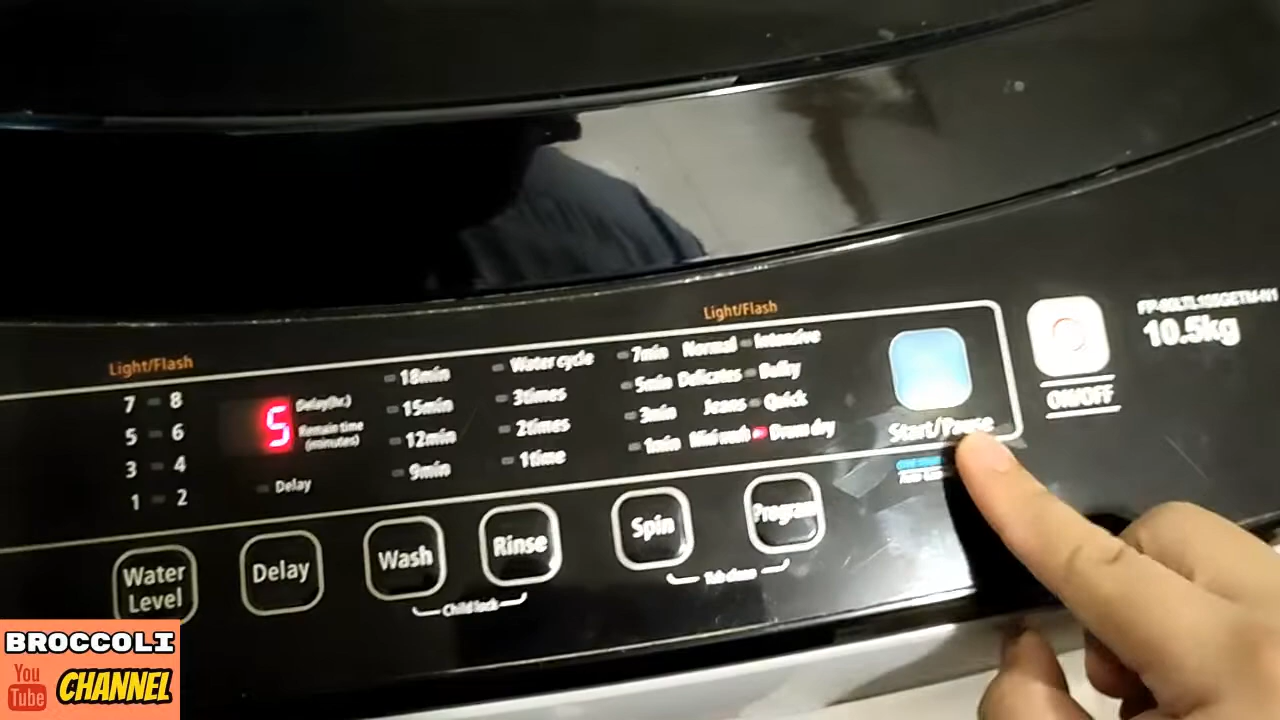 Light/Flash
7 8
5 6
3 4
1 2
Delay(hr.)
5
Remain time
(minutes)
Delay
18min
15min
12min
9min
Water cycle
3times
2times
1time
Light/Flash
7min
5min
3min
1min
Normal Intensive
Delicates Bulky
Jeans Quick
Mini wash Drum dry
Start/Pause
ON/OFF
10.5kg
Water
Level
Delay
Wash
Rinse
Child lock
Spin
Program
Tub clean
BROCCOLI
You
Tube
CHANNEL